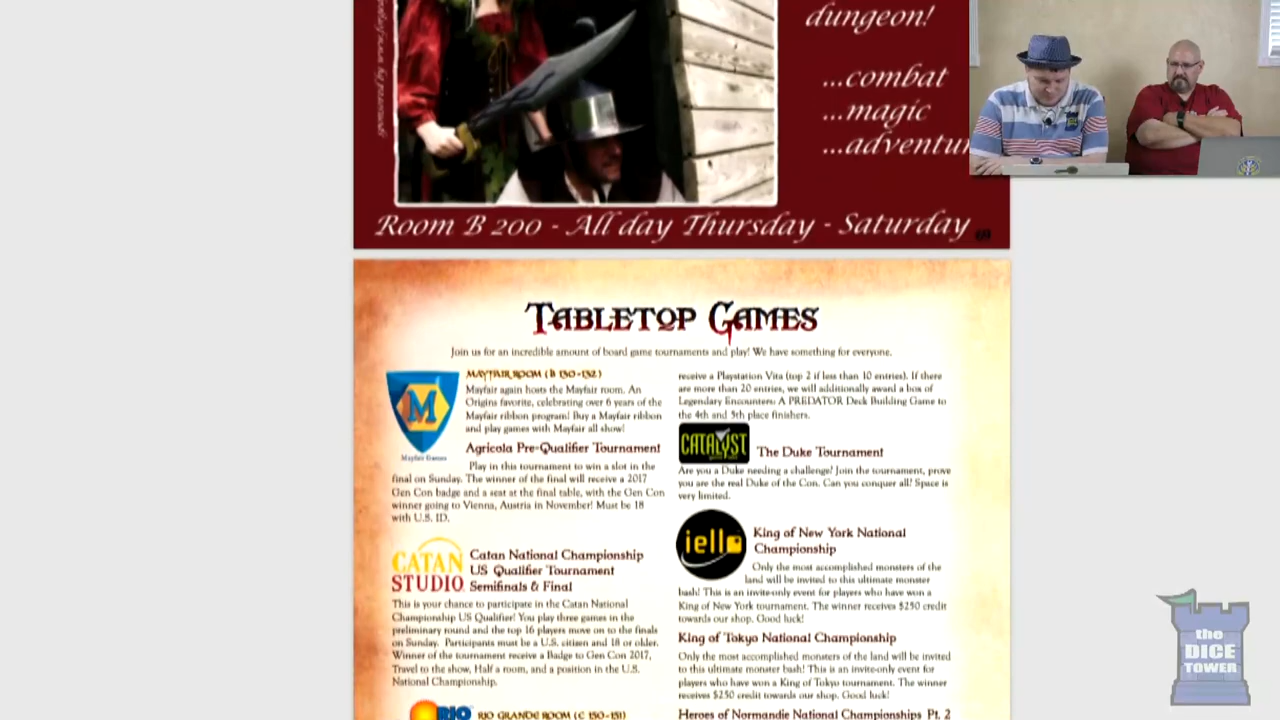 dungeon!
...combat
...magic
...adventur
Room B 200 - All day Thursday - Saturday
Tabletop Games
Join us for an incredible amount of board game tournaments and play! We have something for everyone.
M
Mayfair Games
MAYFAIR ROOM (B 130-132)
Mayfair again hosts the Mayfair room. An
Origins favorite, celebrating over 6 years of the
Mayfair ribbon program! Buy a Mayfair ribbon
and play games with Mayfair all show!
Agricola Pre-Qualifier Tournament
Play in this tournament to win a slot in the
final on Sunday. The winner of the final will receive a 2017
Gen Con badge and a seat at the final table, with the Gen Con
winner going to Vienna, Austria in November! Must be 18
with U.S. ID.
CATAN
STUDIO
Catan National Championship
US Qualifier Tournament
Semifinals & Final
This is your chance to participate in the Catan National
Championship US Qualifier! You play three games in the
preliminary round and the top 16 players move on to the finals
on Sunday. Participants must be a U.S. citizen and 18 or older.
Winner of the tournament receive a Badge to Gen Con 2017,
Travel to the show, Half a room, and a position in the U.S.
National Championship.
RIO
RIO GRANDE ROOM (C 150-151)
receive a Playstation Vita (top 2 if less than 10 entries). If there
are more than 20 entries, we will additionally award a box of
Legendary Encounters: A PREDATOR Deck Building Game to
the 4th and 5th place finishers.
CATALYST
The Duke Tournament
Are you a Duke needing a challenge? Join the tournament, prove
you are the real Duke of the Con. Can you conquer all? Space is
very limited.
iello
King of New York National
Championship
Only the most accomplished monsters of the
land will be invited to this ultimate monster
bash! This is an invite-only event for players who have won a
King of New York tournament. The winner receives $250 credit
towards our shop. Good luck!
King of Tokyo National Championship
Only the most accomplished monsters of the land will be invited
to this ultimate monster bash! This is an invite-only event for
players who have won a King of Tokyo tournament. The winner
receives $250 credit towards our shop. Good luck!
Heroes of Normandie National Championships Pt. 2
the
DICE
TOWER